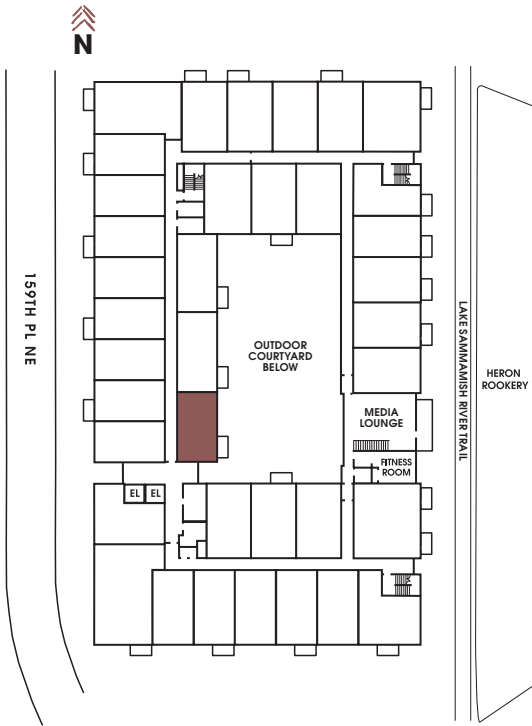 N
159TH PL NE
OUTDOOR
COURTYARD
BELOW
LAKE SAMMAMISH RIVER TRAIL
HERON
ROOKERY
MEDIA
LOUNGE
FITNESS
ROOM
EL EL